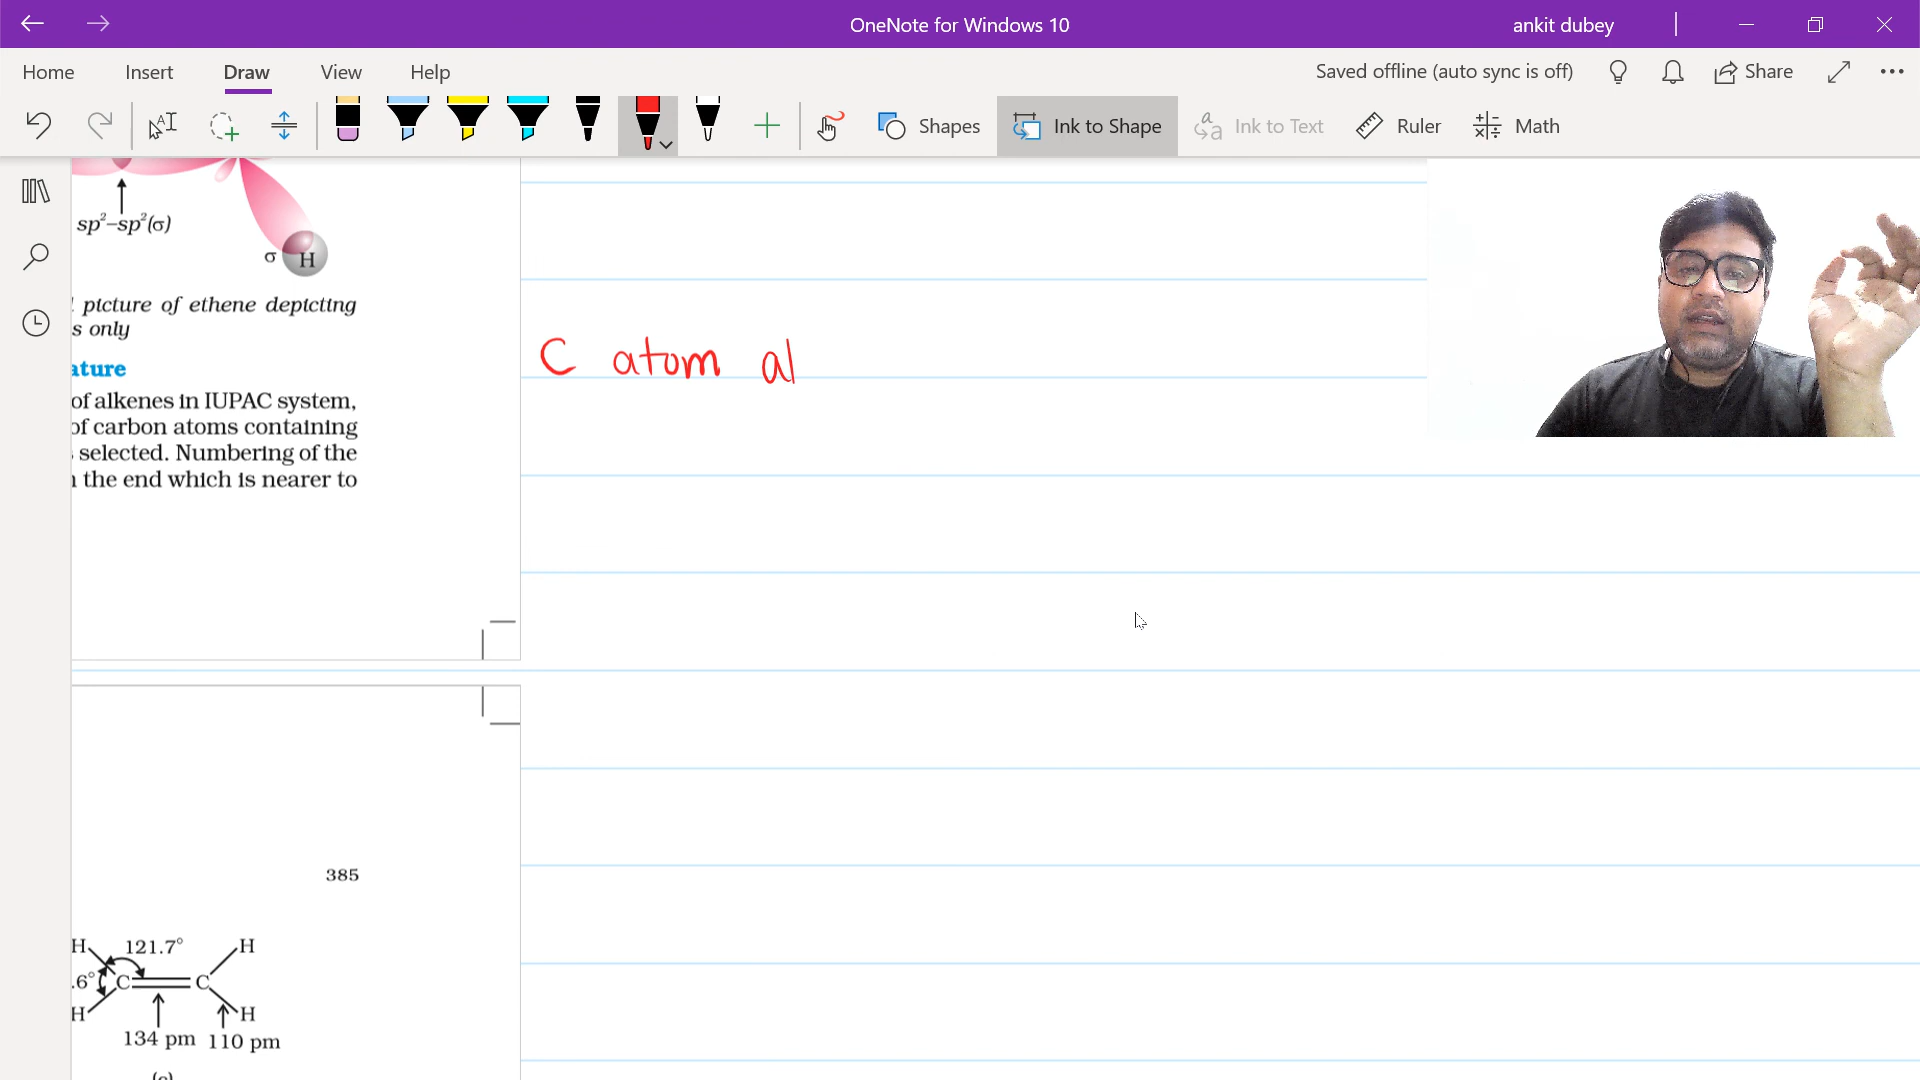 OneNote for Windows 10
ankit dubey
Home Insert Draw View Help
Saved offline (auto sync is off) Share
Shapes Ink to Shape Ink to Text Ruler Math
sp²–sp²(σ)
σ H
picture of ethene depicting
s only
ature
of alkenes in IUPAC system,
of carbon atoms containing
selected. Numbering of the
the end which is nearer to
C atom al
385
H 121.7° H
.6° C C
H H
134 pm 110 pm